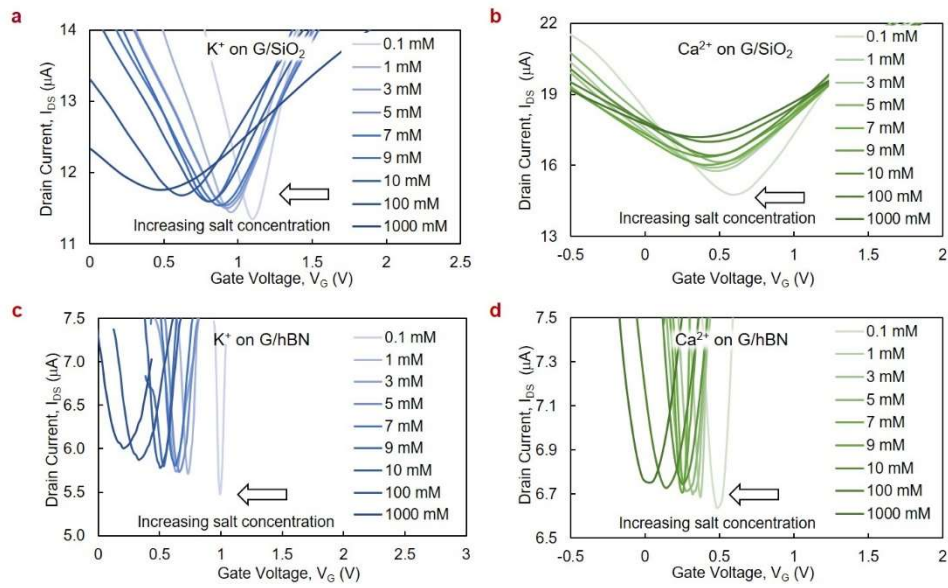 a
14
13
12
11
Drain Current, I_DS (µA)
K⁺ on G/SiO₂
0.1 mM
1 mM
3 mM
5 mM
7 mM
9 mM
10 mM
100 mM
1000 mM
Increasing salt concentration
0 0.5 1 1.5 2 2.5
Gate Voltage, V_G (V)
b
22
19
16
13
Drain Current, I_DS (µA)
Ca²⁺ on G/SiO₂
0.1 mM
1 mM
3 mM
5 mM
7 mM
9 mM
10 mM
100 mM
1000 mM
Increasing salt concentration
-0.5 0 0.5 1 1.5 2
Gate Voltage, V_G (V)
c
7.5
7.0
6.5
6.0
5.5
5.0
Drain Current, I_DS (µA)
K⁺ on G/hBN
0.1 mM
1 mM
3 mM
5 mM
7 mM
9 mM
10 mM
100 mM
1000 mM
Increasing salt concentration
0 0.5 1 1.5 2 2.5 3
Gate Voltage, V_G (V)
d
7.5
7.3
7.1
6.9
6.7
6.5
Drain Current, I_DS (µA)
Ca²⁺ on G/hBN
0.1 mM
1 mM
3 mM
5 mM
7 mM
9 mM
10 mM
100 mM
1000 mM
Increasing salt concentration
-0.5 0 0.5 1 1.5 2
Gate Voltage, V_G (V)